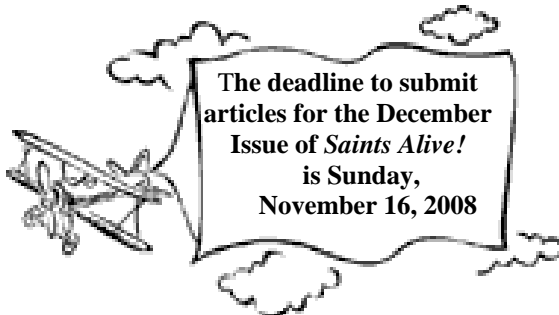 The deadline to submit
articles for the December
Issue of Saints Alive!
is Sunday,
November 16, 2008